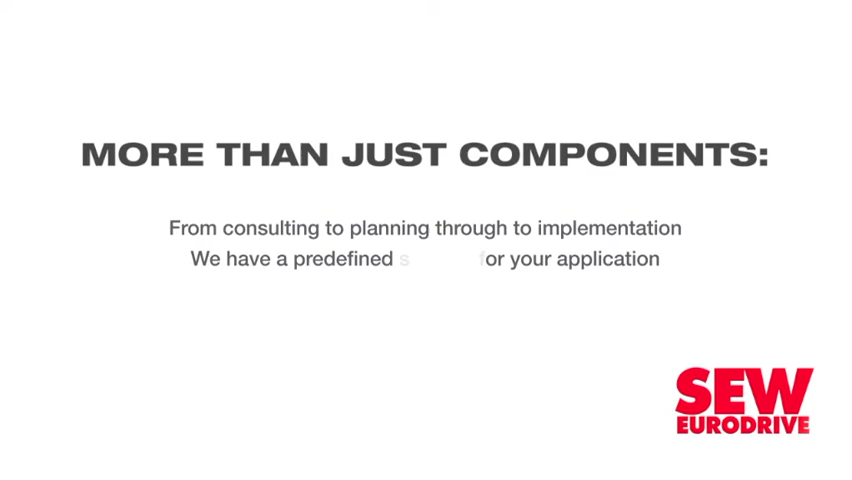 MORE THAN JUST COMPONENTS:
From consulting to planning through to implementation
We have a predefined for your application
SEW
EURODRIVE